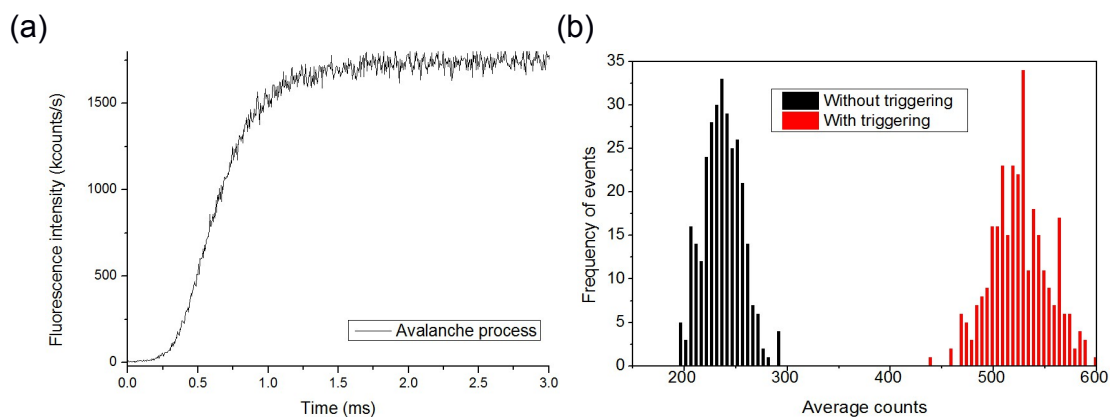 (a)
Fluorescence intensity (kcounts/s)
1500
1000
500
0
0.0 0.5 1.0 1.5 2.0 2.5 3.0
Time (ms)
Avalanche process
(b)
Frequency of events
35
30
25
20
15
10
5
0
200 300 400 500 600
Average counts
Without triggering
With triggering